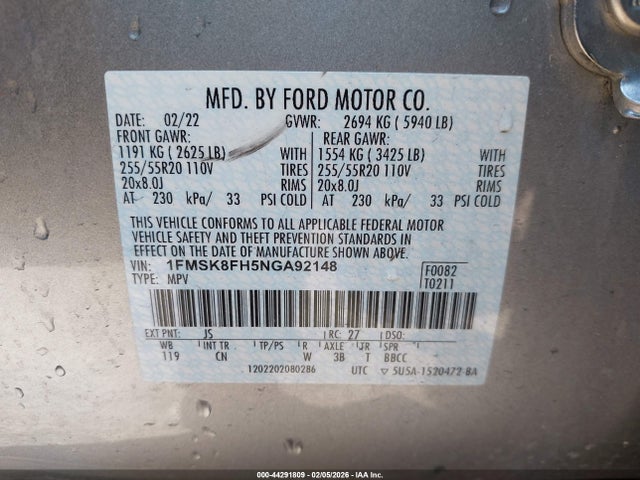 MFD. BY FORD MOTOR CO.
DATE: 02/22 GVWR: 2694 KG ( 5940 LB)
FRONT GAWR: REAR GAWR:
1191 KG ( 2625 LB) WITH 1554 KG ( 3425 LB) WITH
255/55R20 110V TIRES 255/55R20 110V TIRES
20x8.0J RIMS 20x8.0J RIMS
AT 230 kPa/ 33 PSI COLD AT 230 kPa/ 33 PSI COLD
THIS VEHICLE CONFORMS TO ALL APPLICABLE FEDERAL MOTOR
VEHICLE SAFETY AND THEFT PREVENTION STANDARDS IN
EFFECT ON THE DATE OF MANUFACTURE SHOWN ABOVE.
VIN: 1FMSK8FH5NGA92148 F0082
TYPE: MPV T0211
EXT PNT: JS RC: 27 DSO:
WB INT TR TP/PS R AXLE TR SPR
119 CN W 3B T BBCC
1202202080286 UTC ▽ 5U5A-1520472-BA
000-44291809 - 02/05/2026 - IAA Inc.